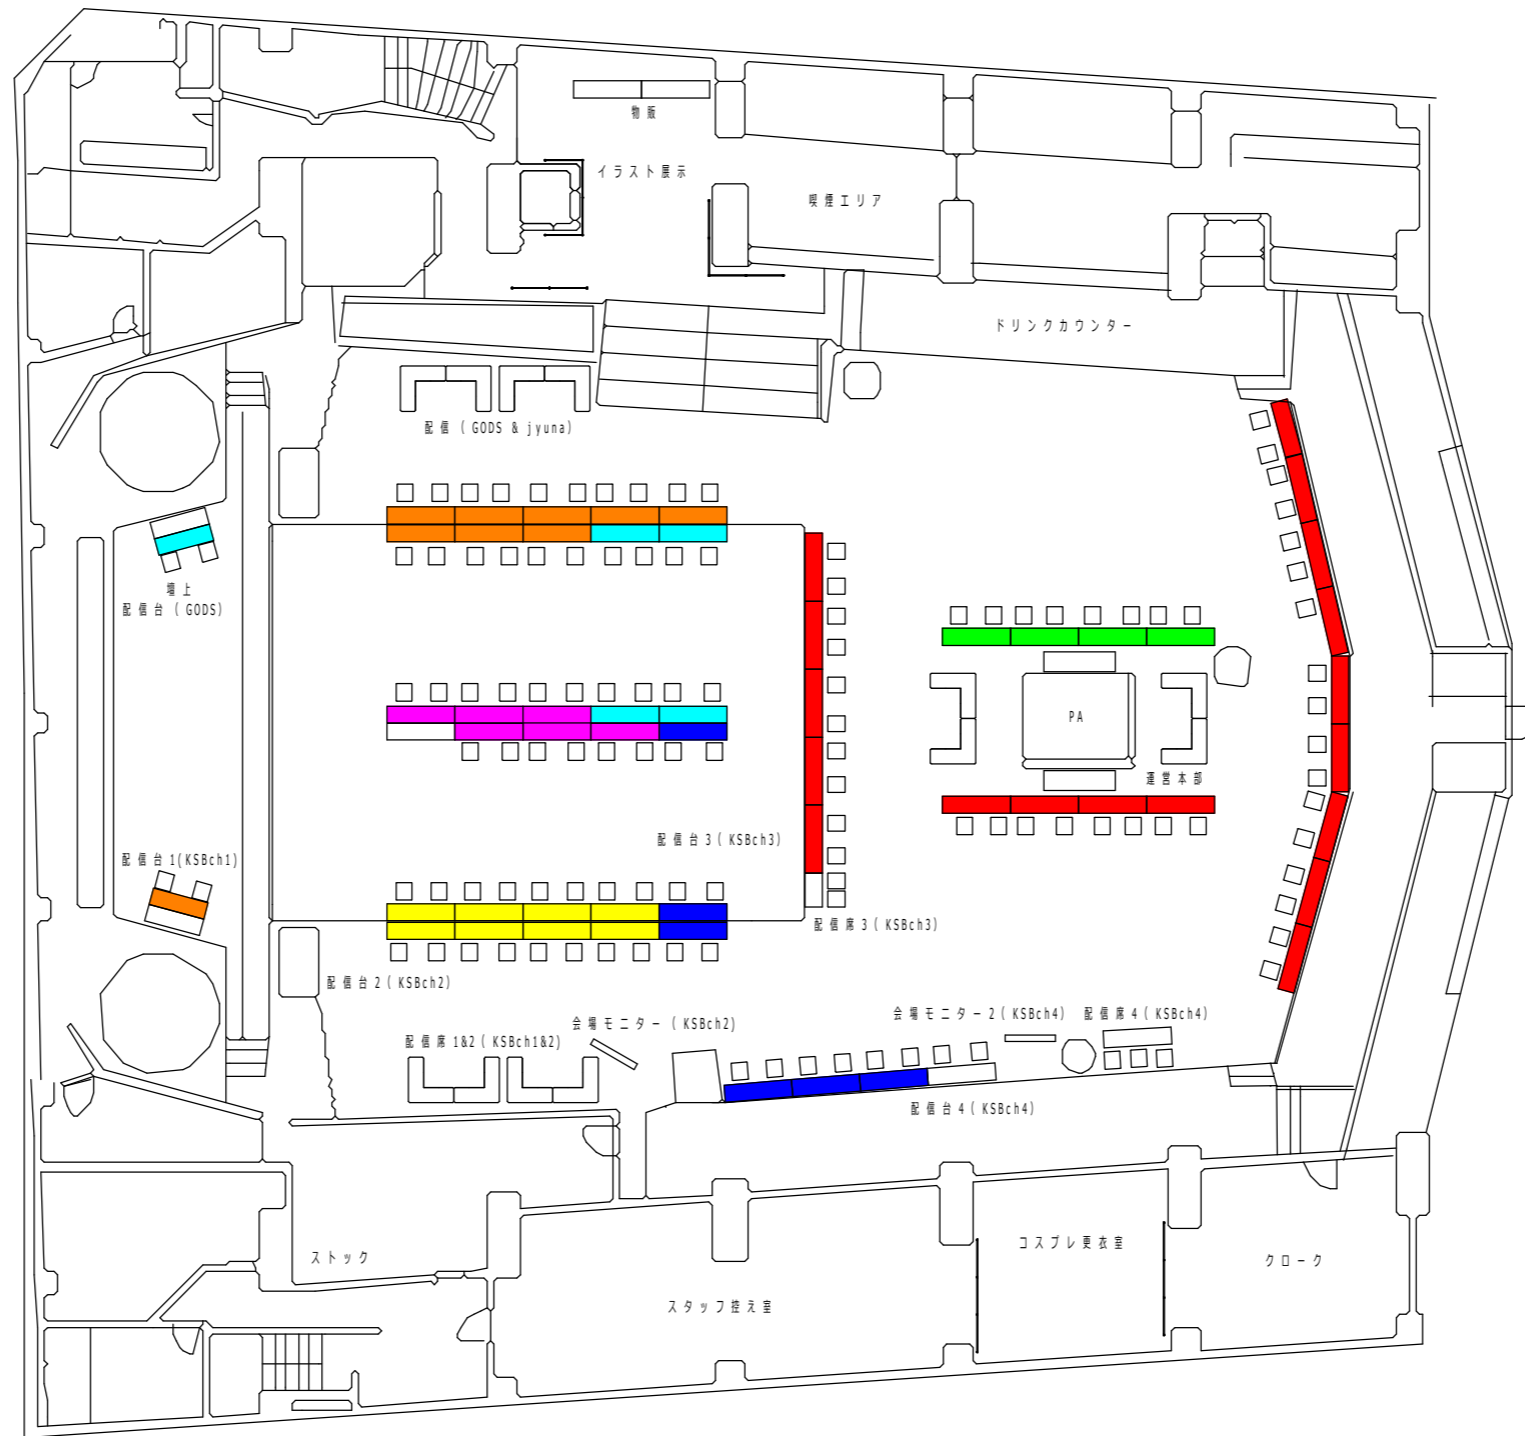 物販
イラスト展示
喫煙エリア
ドリンクカウンター
配信(GODS & jyuna)
壇上
配信台(GODS)
PA
運営本部
配信台3(KSBch3)
配信台1(KSBch1)
配信席3(KSBch3)
配信台2(KSBch2)
会場モニター(KSBch2)
会場モニター2(KSBch4)
配信席4(KSBch4)
配信席1&2(KSBch1&2)
配信台4(KSBch4)
ストック
コスプレ更衣室
クローク
スタッフ控え室